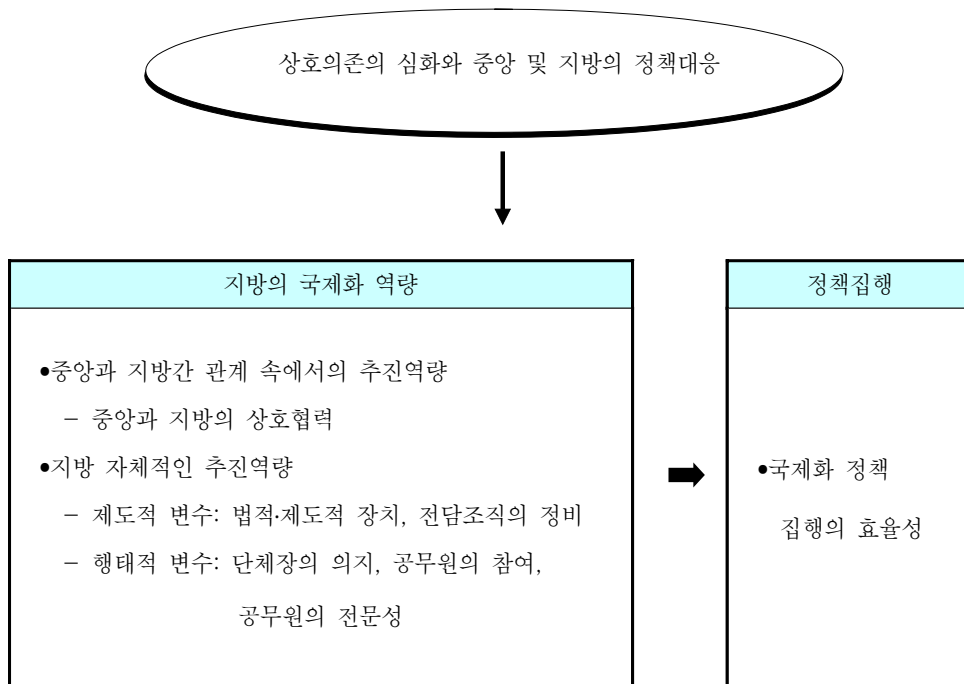 상호의존의 심화와 중앙 및 지방의 정책대응
지방의 국제화 역량
●중앙과 지방간 관계 속에서의 추진역량
− 중앙과 지방의 상호협력
●지방 자체적인 추진역량
− 제도적 변수: 법적·제도적 장치, 전담조직의 정비
− 행태적 변수: 단체장의 의지, 공무원의 참여,
공무원의 전문성
정책집행
●국제화 정책
집행의 효율성